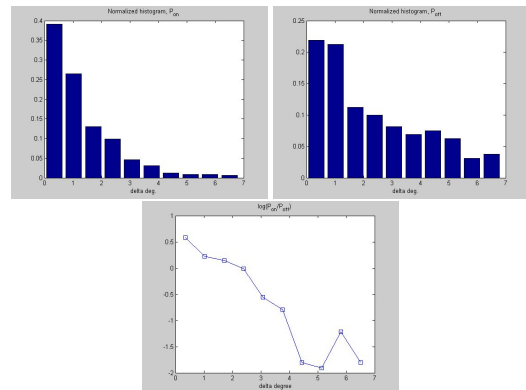 Normalized histogram, P_on
0.4
0.35
0.3
0.25
0.2
0.15
0.1
0.05
0
0 1 2 3 4 5 6 7
delta deg.
Normalized histogram, P_off
0.25
0.2
0.15
0.1
0.05
0
0 1 2 3 4 5 6 7
delta deg.
log(P_on/P_off)
1
0.5
0
-0.5
-1
-1.5
-2
0 1 2 3 4 5 6 7
delta degree